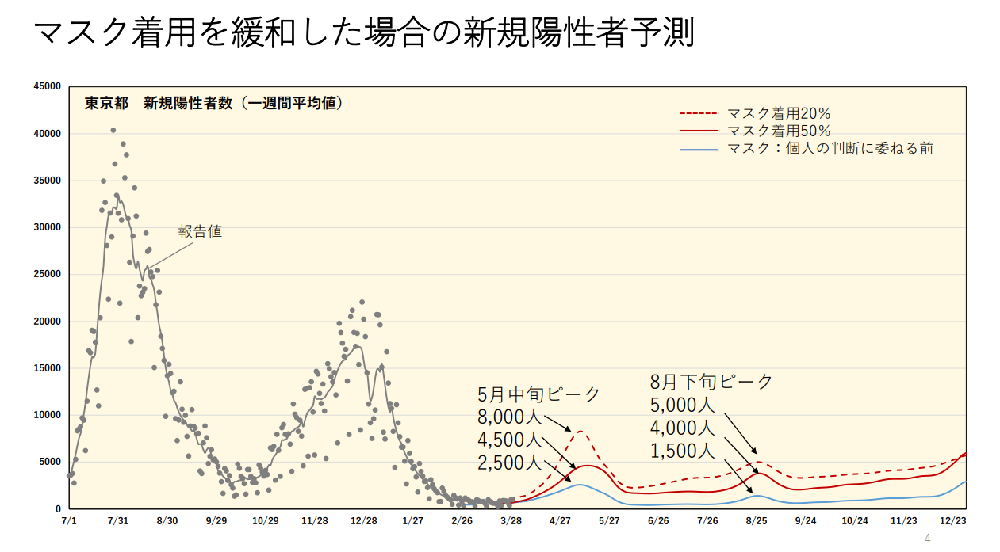 マスク着用を緩和した場合の新規陽性者予測
東京都　新規陽性者数（一週間平均値）
マスク着用20%
マスク着用50%
マスク：個人の判断に委ねる前
報告値
5月中旬ピーク
8,000人
4,500人
2,500人
8月下旬ピーク
5,000人
4,000人
1,500人
45000
40000
35000
30000
25000
20000
15000
10000
5000
0
7/1 7/31 8/30 9/29 10/29 11/28 12/28 1/27 2/26 3/28 4/27 5/27 6/26 7/26 8/25 9/24 10/24 11/23 12/23
4